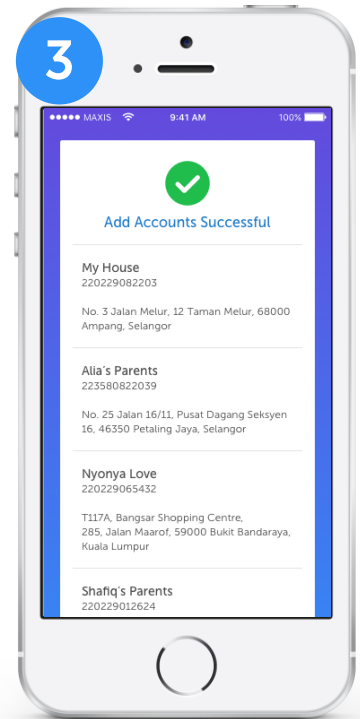 3
MAXIS 9:41 AM 100%
Add Accounts Successful
My House
220229082203
No. 3 Jalan Melur, 12 Taman Melur, 68000
Ampang, Selangor
Alia's Parents
223580822039
No. 25 Jalan 16/11, Pusat Dagang Seksyen
16, 46350 Petaling Jaya, Selangor
Nyonya Love
220229065432
T117A, Bangsar Shopping Centre,
285, Jalan Maarof, 59000 Bukit Bandaraya,
Kuala Lumpur
Shafiq's Parents
220229012624